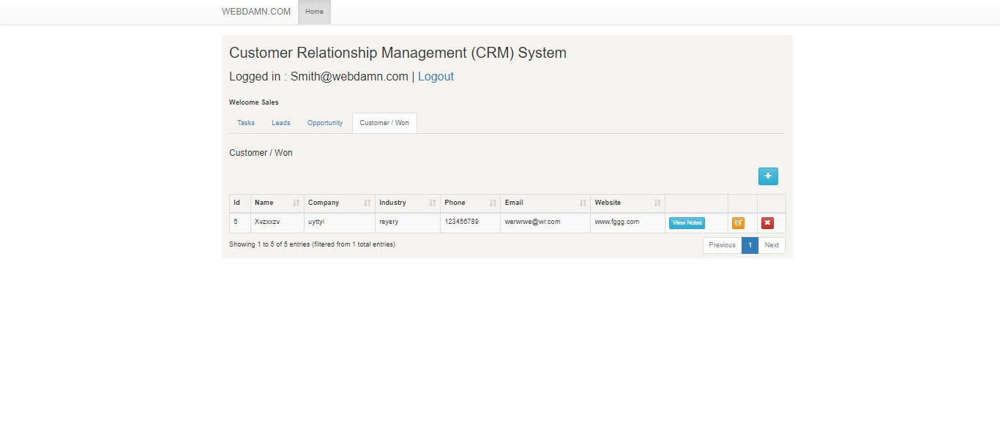 WEBDAMN.COM Home
Customer Relationship Management (CRM) System
Logged in : Smith@webdamn.com | Logout
Welcome Sales
Tasks Leads Opportunity Customer / Won
Customer / Won
+
Id Name Company Industry Phone Email Website
6 Xvzxxzv uyttyi reyery 123456789 werwrwe@wr.com www.fggg.com View Notes
Showing 1 to 5 of 5 entries (filtered from 1 total entries) Previous 1 Next